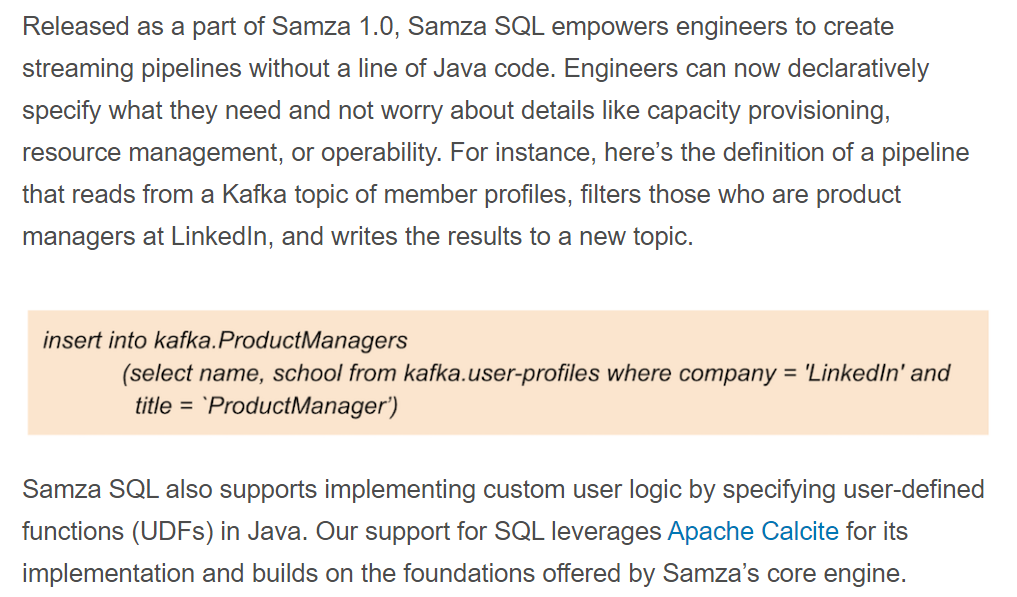 Released as a part of Samza 1.0, Samza SQL empowers engineers to create
streaming pipelines without a line of Java code. Engineers can now declaratively
specify what they need and not worry about details like capacity provisioning,
resource management, or operability. For instance, here’s the definition of a pipeline
that reads from a Kafka topic of member profiles, filters those who are product
managers at LinkedIn, and writes the results to a new topic.
insert into kafka.ProductManagers
(select name, school from kafka.user-profiles where company = 'LinkedIn' and
title = `ProductManager’)
Samza SQL also supports implementing custom user logic by specifying user-defined
functions (UDFs) in Java. Our support for SQL leverages Apache Calcite for its
implementation and builds on the foundations offered by Samza’s core engine.